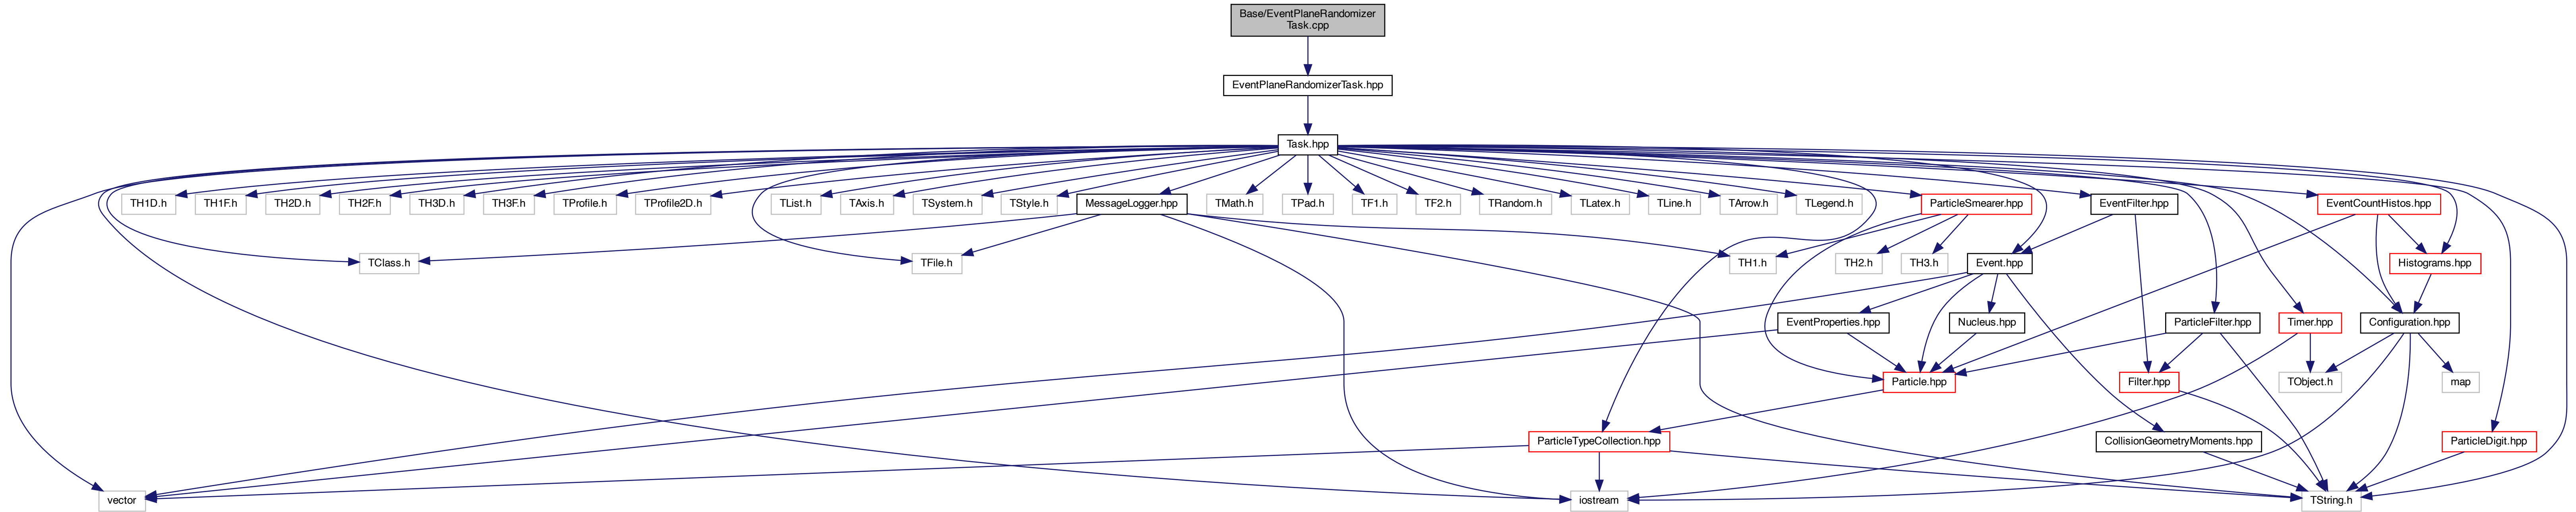 Base/EventPlaneRandomizer
Task.cpp
EventPlaneRandomizerTask.hpp
Task.hpp
TH1D.h
TH1F.h
TH2D.h
TH2F.h
TH3D.h
TH3F.h
TProfile.h
TProfile2D.h
TList.h
TAxis.h
TSystem.h
TStyle.h
MessageLogger.hpp
TMath.h
TPad.h
TF1.h
TF2.h
TRandom.h
TLatex.h
TLine.h
TArrow.h
TLegend.h
ParticleSmearer.hpp
EventFilter.hpp
EventCountHistos.hpp
TClass.h
TFile.h
TH1.h
TH2.h
TH3.h
Event.hpp
Histograms.hpp
EventProperties.hpp
Nucleus.hpp
ParticleFilter.hpp
Timer.hpp
Configuration.hpp
Particle.hpp
Filter.hpp
TObject.h
map
ParticleTypeCollection.hpp
CollisionGeometryMoments.hpp
ParticleDigit.hpp
vector
iostream
TString.h